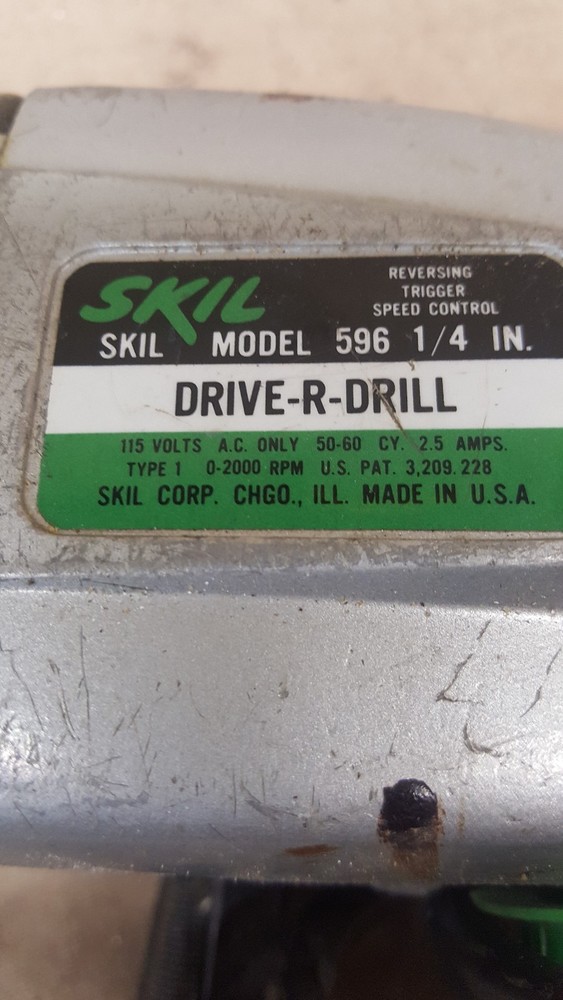 SKIL
REVERSING
TRIGGER
SPEED CONTROL
SKIL MODEL 596 1/4 IN.
DRIVE-R-DRILL
115 VOLTS A.C. ONLY 50-60 CY. 2.5 AMPS.
TYPE 1 0-2000 RPM U.S. PAT. 3,209.228
SKIL CORP. CHGO., ILL. MADE IN U.S.A.